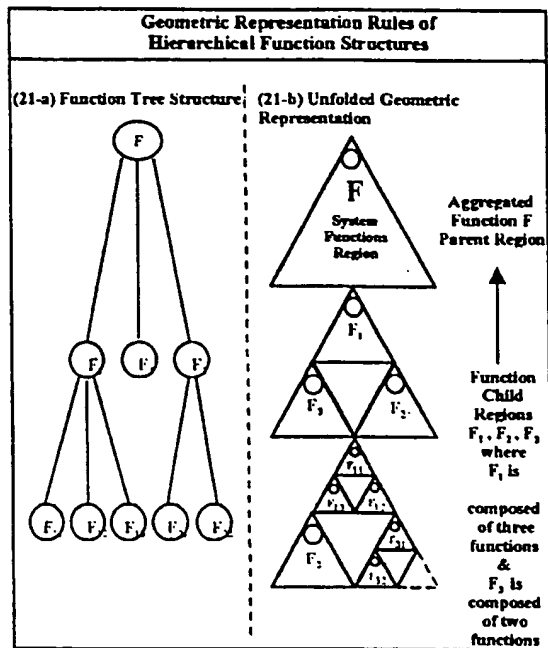 Geometric Representation Rules of
Hierarchical Function Structures
(21-a) Function Tree Structure
(21-b) Unfolded Geometric
Representation
F
F
F
F
F
F
F
F
F
F
System
Functions
Region
F₁
F₃
F₂
F₂
Aggregated
Function F
Parent Region
Function
Child
Regions
F₁, F₂, F₃
where
F₁ is
composed
of three
functions
&
F₃ is
composed
of two
functions